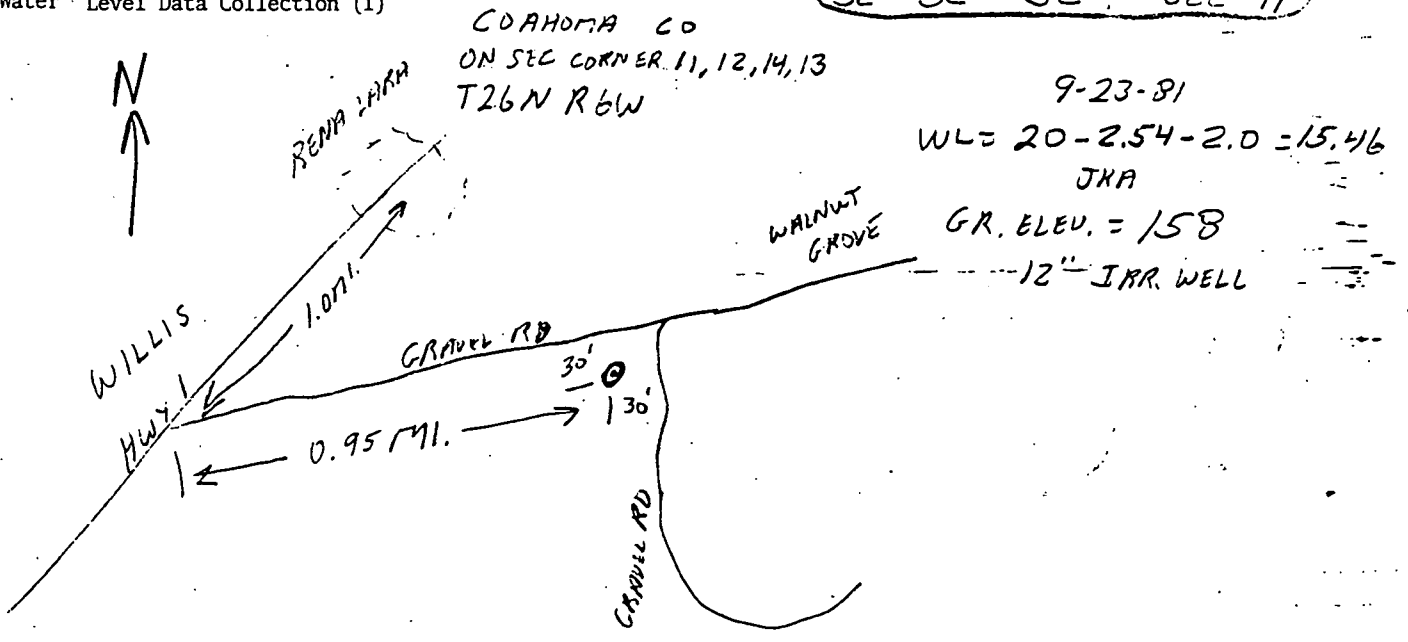 Water Level Data Collection (1)
COAHOMA CO
ON SEC CORNER 11, 12, 14, 13
T26N R6W
N
RENA LARA
9-23-81
WL = 20-2.54-2.0 = 15.46
JKA
GR. ELEV. = 158
12" IRR. WELL
WALNUT
GROVE
1.0 MI.
WILLIS
HWY 1
GRAVEL RD
30'
30'
0.95 MI.
GRAVEL RD